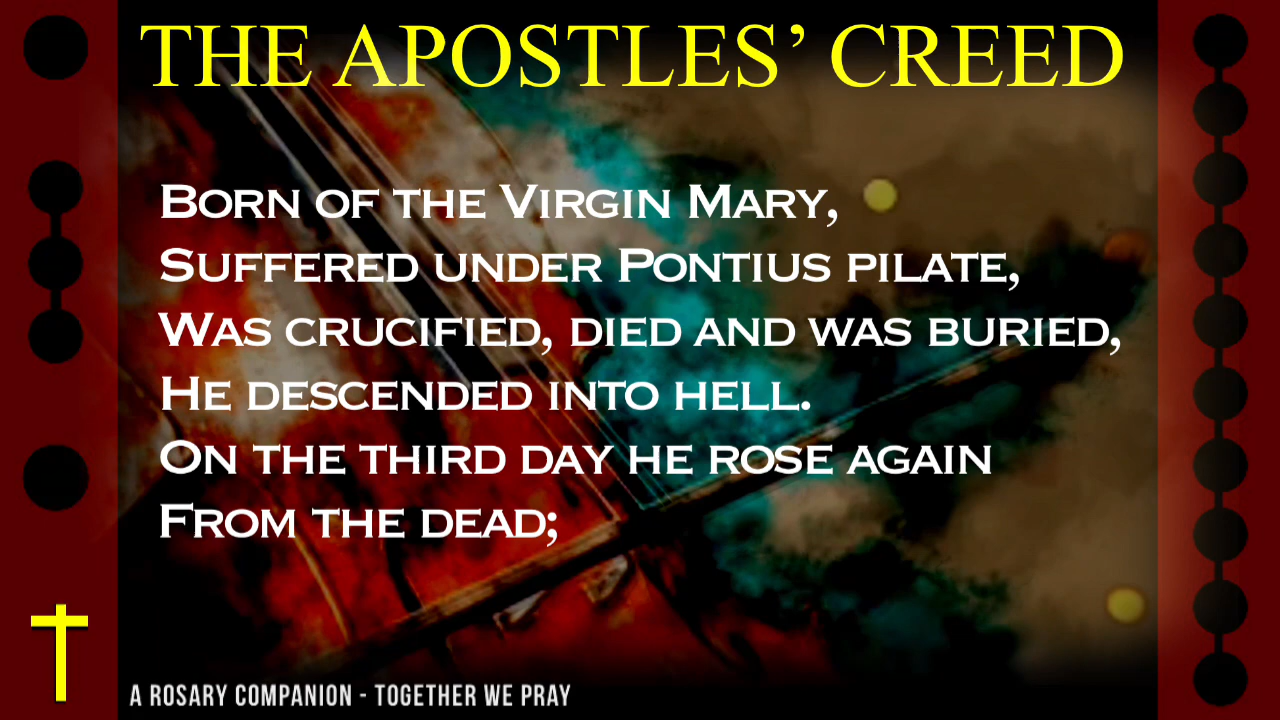 THE APOSTLES’ CREED
Born of the Virgin Mary,
Suffered under Pontius pilate,
Was crucified, died and was buried,
He descended into hell.
On the third day he rose again
From the dead;
A ROSARY COMPANION - TOGETHER WE PRAY